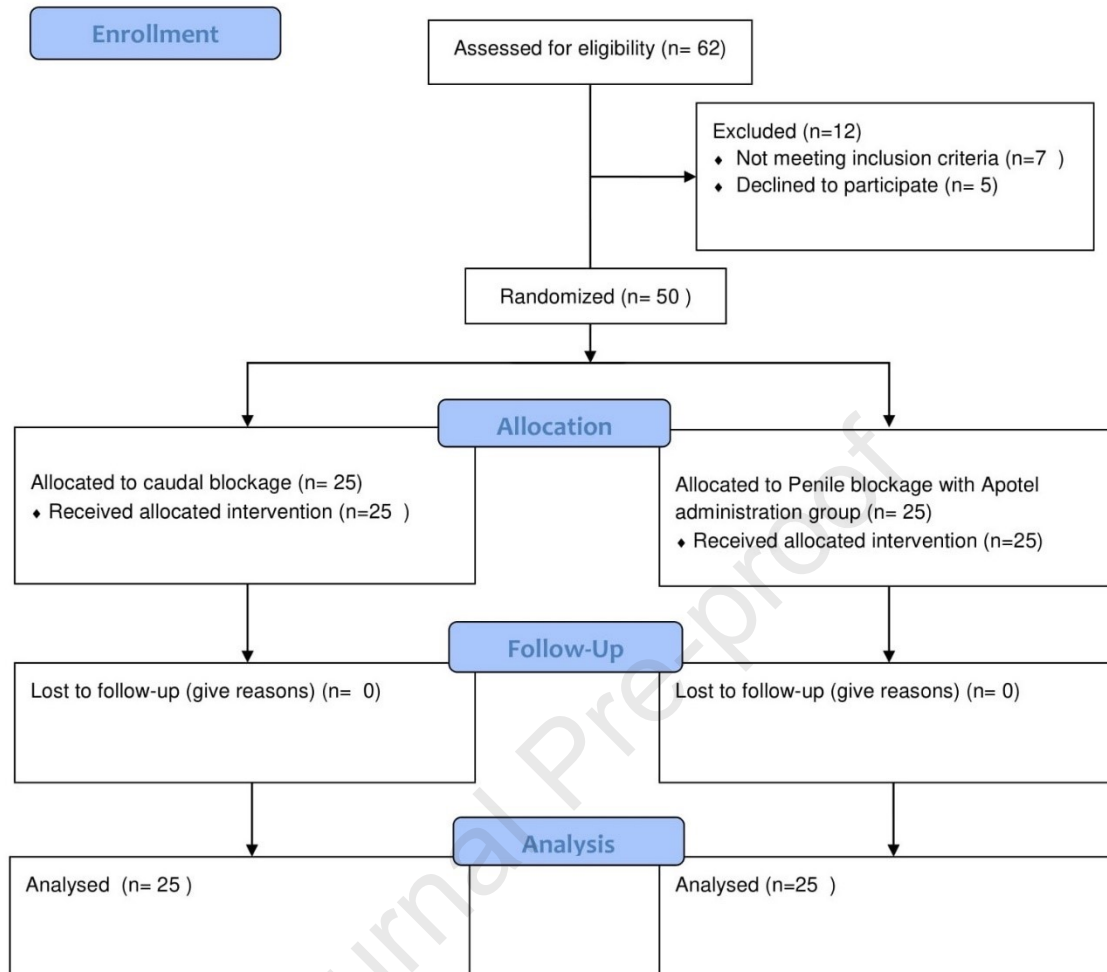 Enrollment
Assessed for eligibility (n= 62)
Excluded (n=12)
♦ Not meeting inclusion criteria (n=7  )
♦ Declined to participate (n= 5)
Randomized (n= 50 )
Allocation
Allocated to caudal blockage (n= 25)
♦ Received allocated intervention (n=25  )
Allocated to Penile blockage with Apotel
administration group (n= 25)
♦ Received allocated intervention (n=25)
Follow-Up
Lost to follow-up (give reasons) (n=  0)
Lost to follow-up (give reasons) (n= 0)
Analysis
Analysed  (n= 25 )
Analysed (n=25  )
urnal Pre-proof